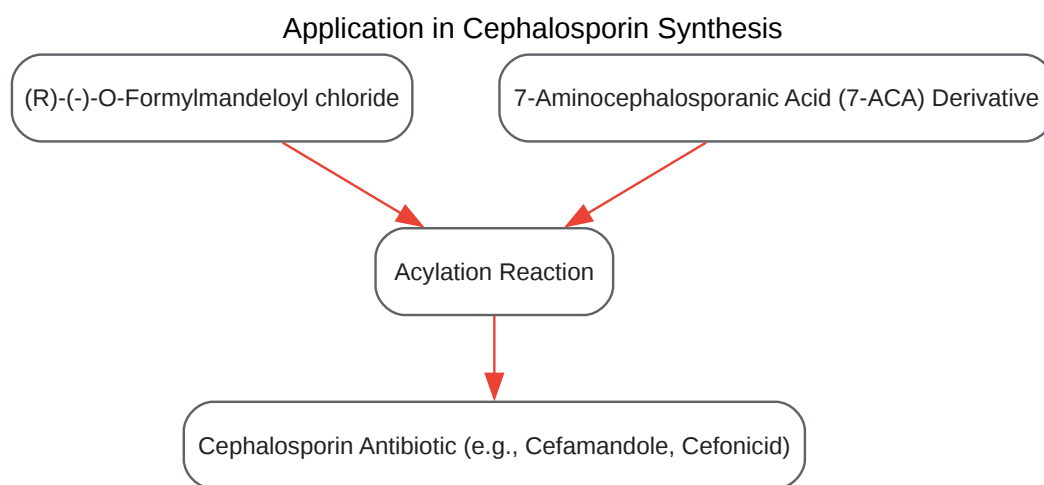 Application in Cephalosporin Synthesis
(R)-(-)-O-Formylmandeloyl chloride
7-Aminocephalosporanic Acid (7-ACA) Derivative
Acylation Reaction
Cephalosporin Antibiotic (e.g., Cefamandole, Cefonicid)